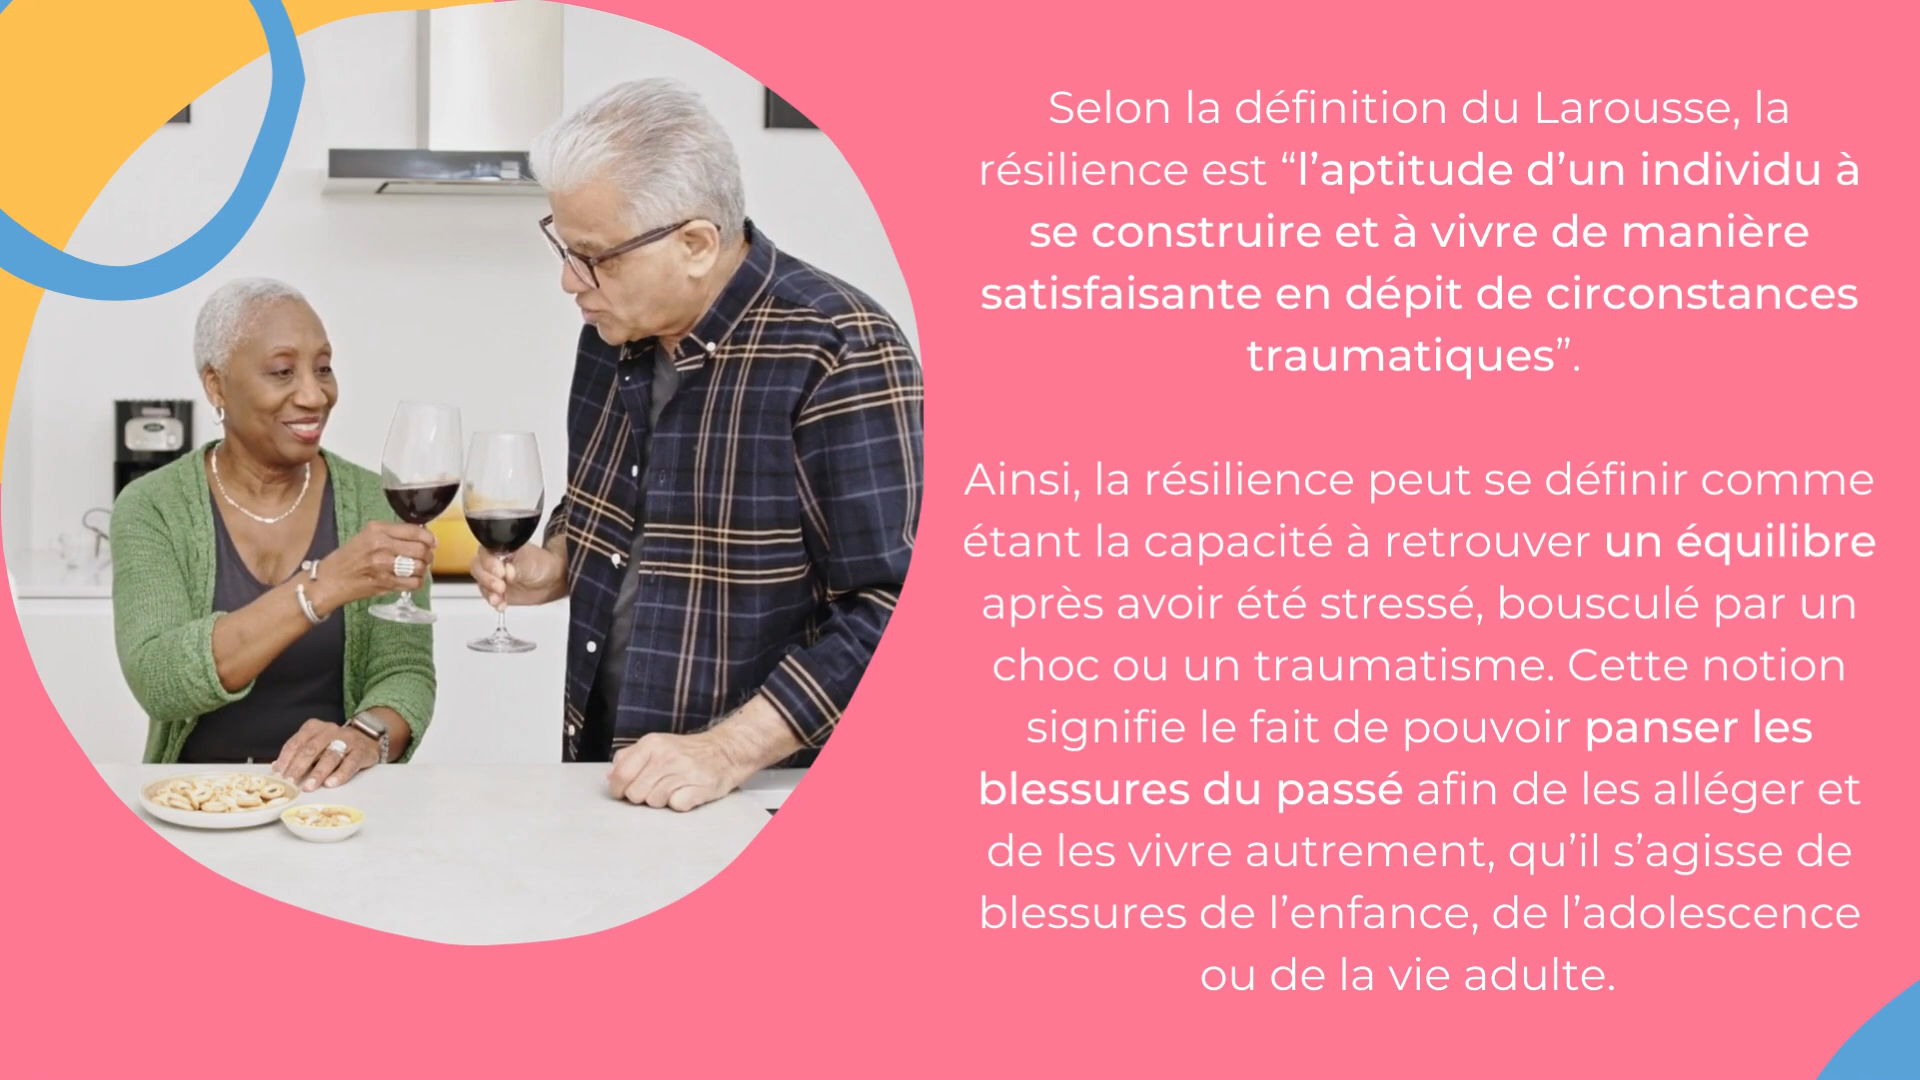 Selon la définition du Larousse, la
résilience est “l’aptitude d’un individu à
se construire et à vivre de manière
satisfaisante en dépit de circonstances
traumatiques”.
Ainsi, la résilience peut se définir comme
étant la capacité à retrouver un équilibre
après avoir été stressé, bousculé par un
choc ou un traumatisme. Cette notion
signifie le fait de pouvoir panser les
blessures du passé afin de les alléger et
de les vivre autrement, qu’il s’agisse de
blessures de l’enfance, de l’adolescence
ou de la vie adulte.